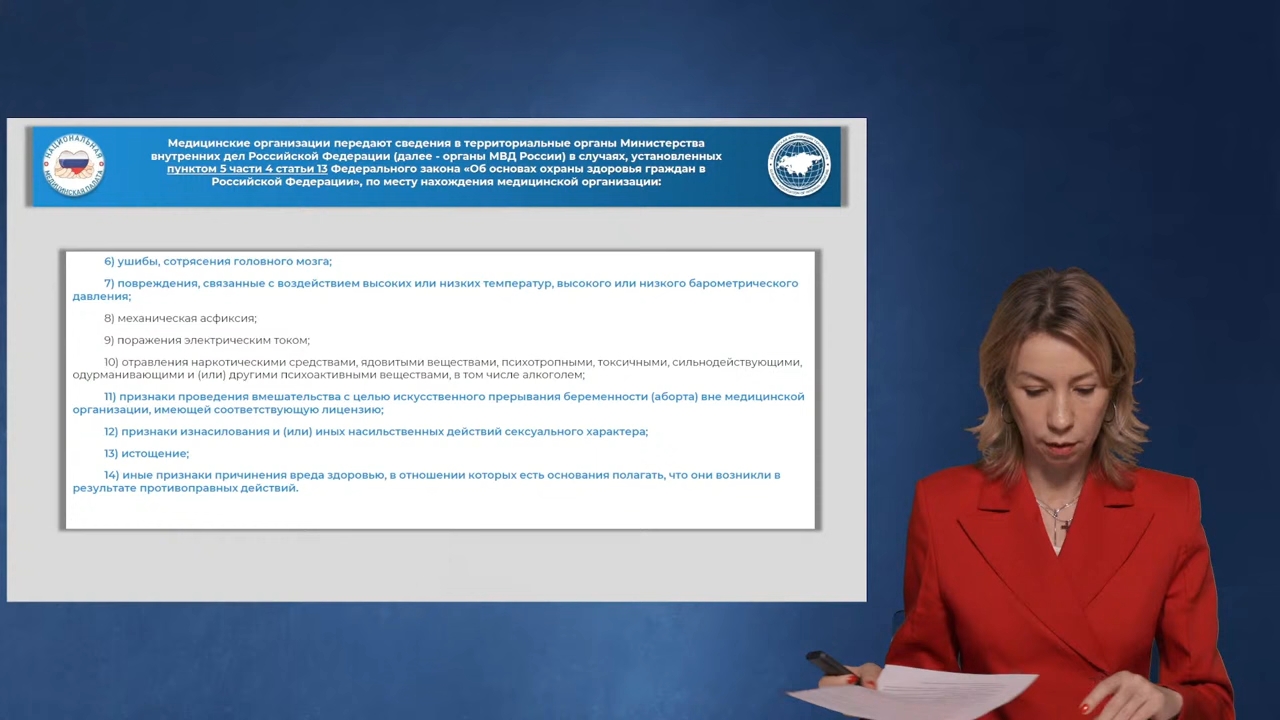 Медицинские организации передают сведения в территориальные органы Министерства
внутренних дел Российской Федерации (далее - органы МВД России) в случаях, установленных
пунктом 5 части 4 статьи 13 Федерального закона «Об основах охраны здоровья граждан в
Российской Федерации», по месту нахождения медицинской организации:
НАЦИОНАЛЬНАЯ
МЕДИЦИНСКАЯ ПАЛАТА
6) ушибы, сотрясения головного мозга;
7) повреждения, связанные с воздействием высоких или низких температур, высокого или низкого барометрического
давления;
8) механическая асфиксия;
9) поражения электрическим током;
10) отравления наркотическими средствами, ядовитыми веществами, психотропными, токсичными, сильнодействующими,
одурманивающими и (или) другими психоактивными веществами, в том числе алкоголем;
11) признаки проведения вмешательства с целью искусственного прерывания беременности (аборта) вне медицинской
организации, имеющей соответствующую лицензию;
12) признаки изнасилования и (или) иных насильственных действий сексуального характера;
13) истощение;
14) иные признаки причинения вреда здоровью, в отношении которых есть основания полагать, что они возникли в
результате противоправных действий.